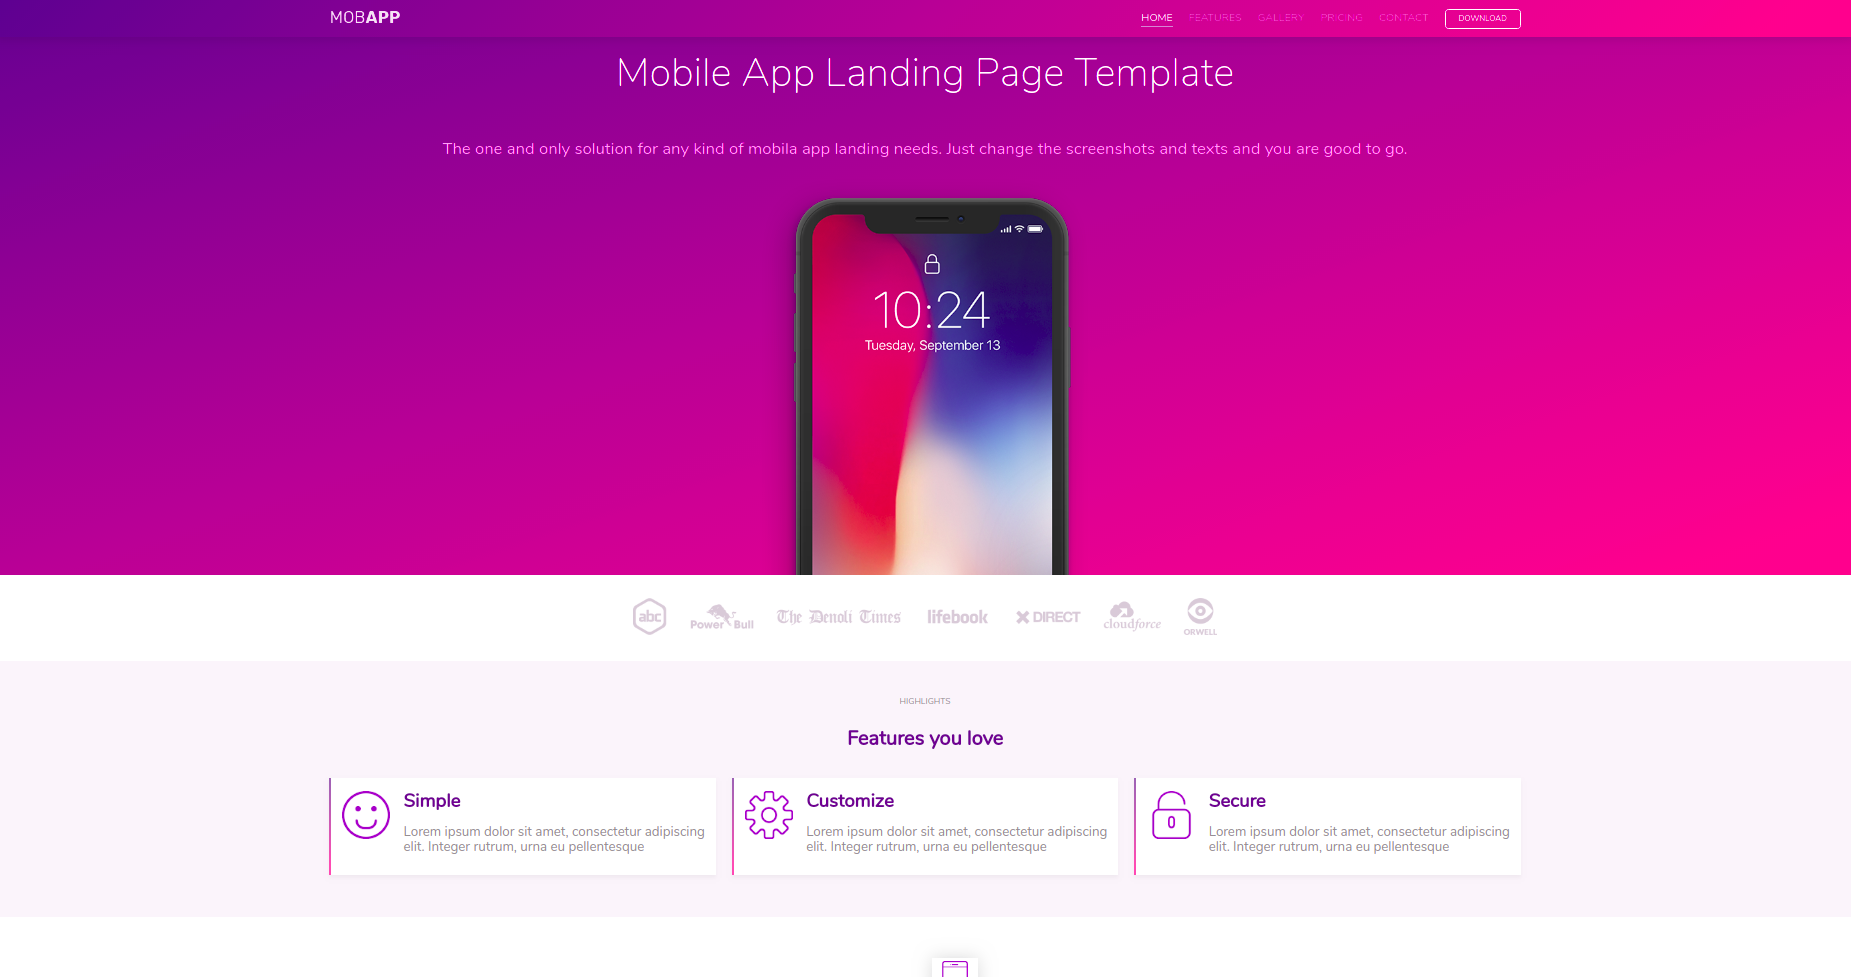 MOBAPP
HOME FEATURES GALLERY PRICING CONTACT DOWNLOAD
Mobile App Landing Page Template
The one and only solution for any kind of mobila app landing needs. Just change the screenshots and texts and you are good to go.
10:24
Tuesday, September 13
abc Power Bull The Denoli Times lifebook DIRECT cloudforce ORWELL
HIGHLIGHTS
Features you love
Simple
Lorem ipsum dolor sit amet, consectetur adipiscing
elit. Integer rutrum, urna eu pellentesque
Customize
Lorem ipsum dolor sit amet, consectetur adipiscing
elit. Integer rutrum, urna eu pellentesque
Secure
Lorem ipsum dolor sit amet, consectetur adipiscing
elit. Integer rutrum, urna eu pellentesque